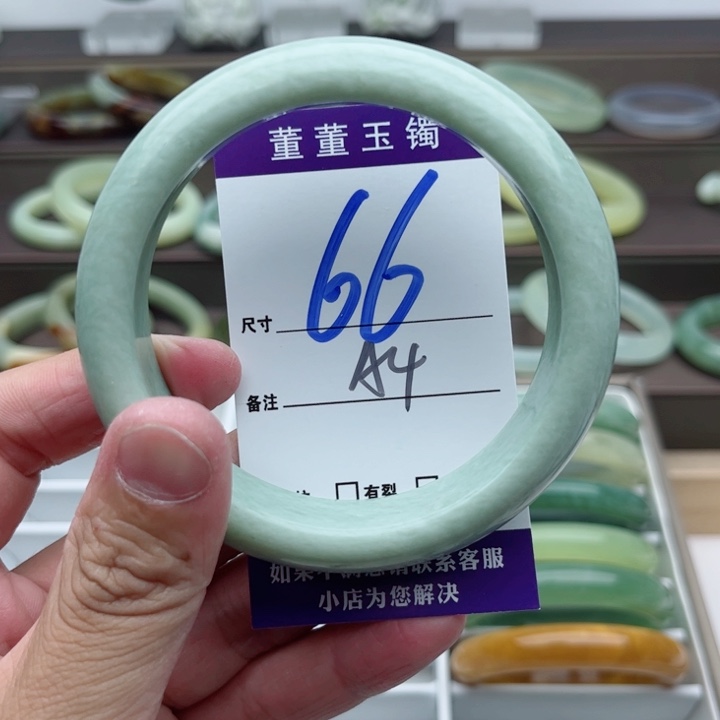 董董玉镯
66
尺寸
A4
备注
有裂
如果不满意请联系客服
小店为您解决